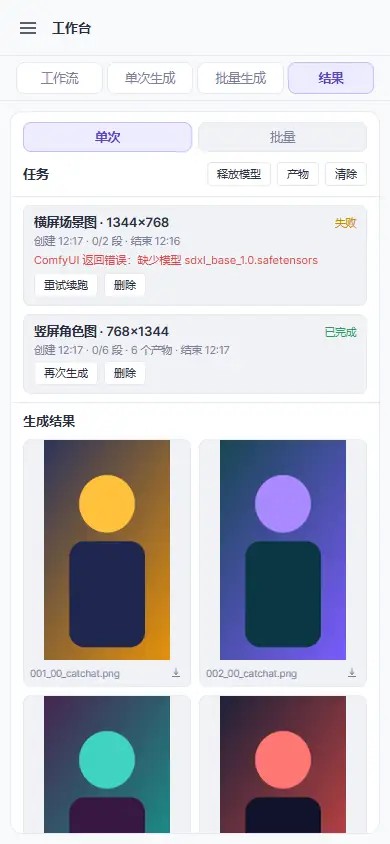 工作台
工作流 单次生成 批量生成 结果
单次 批量
任务 释放模型 产物 清除
横屏场景图 · 1344×768 失败
创建 12:17 · 0/2 段 · 结束 12:16
ComfyUI 返回错误：缺少模型 sdxl_base_1.0.safetensors
重试续跑 删除
竖屏角色图 · 768×1344 已完成
创建 12:17 · 0/6 段 · 6 个产物 · 结束 12:17
再次生成 删除
生成结果
001_00_catchat.png 002_00_catchat.png